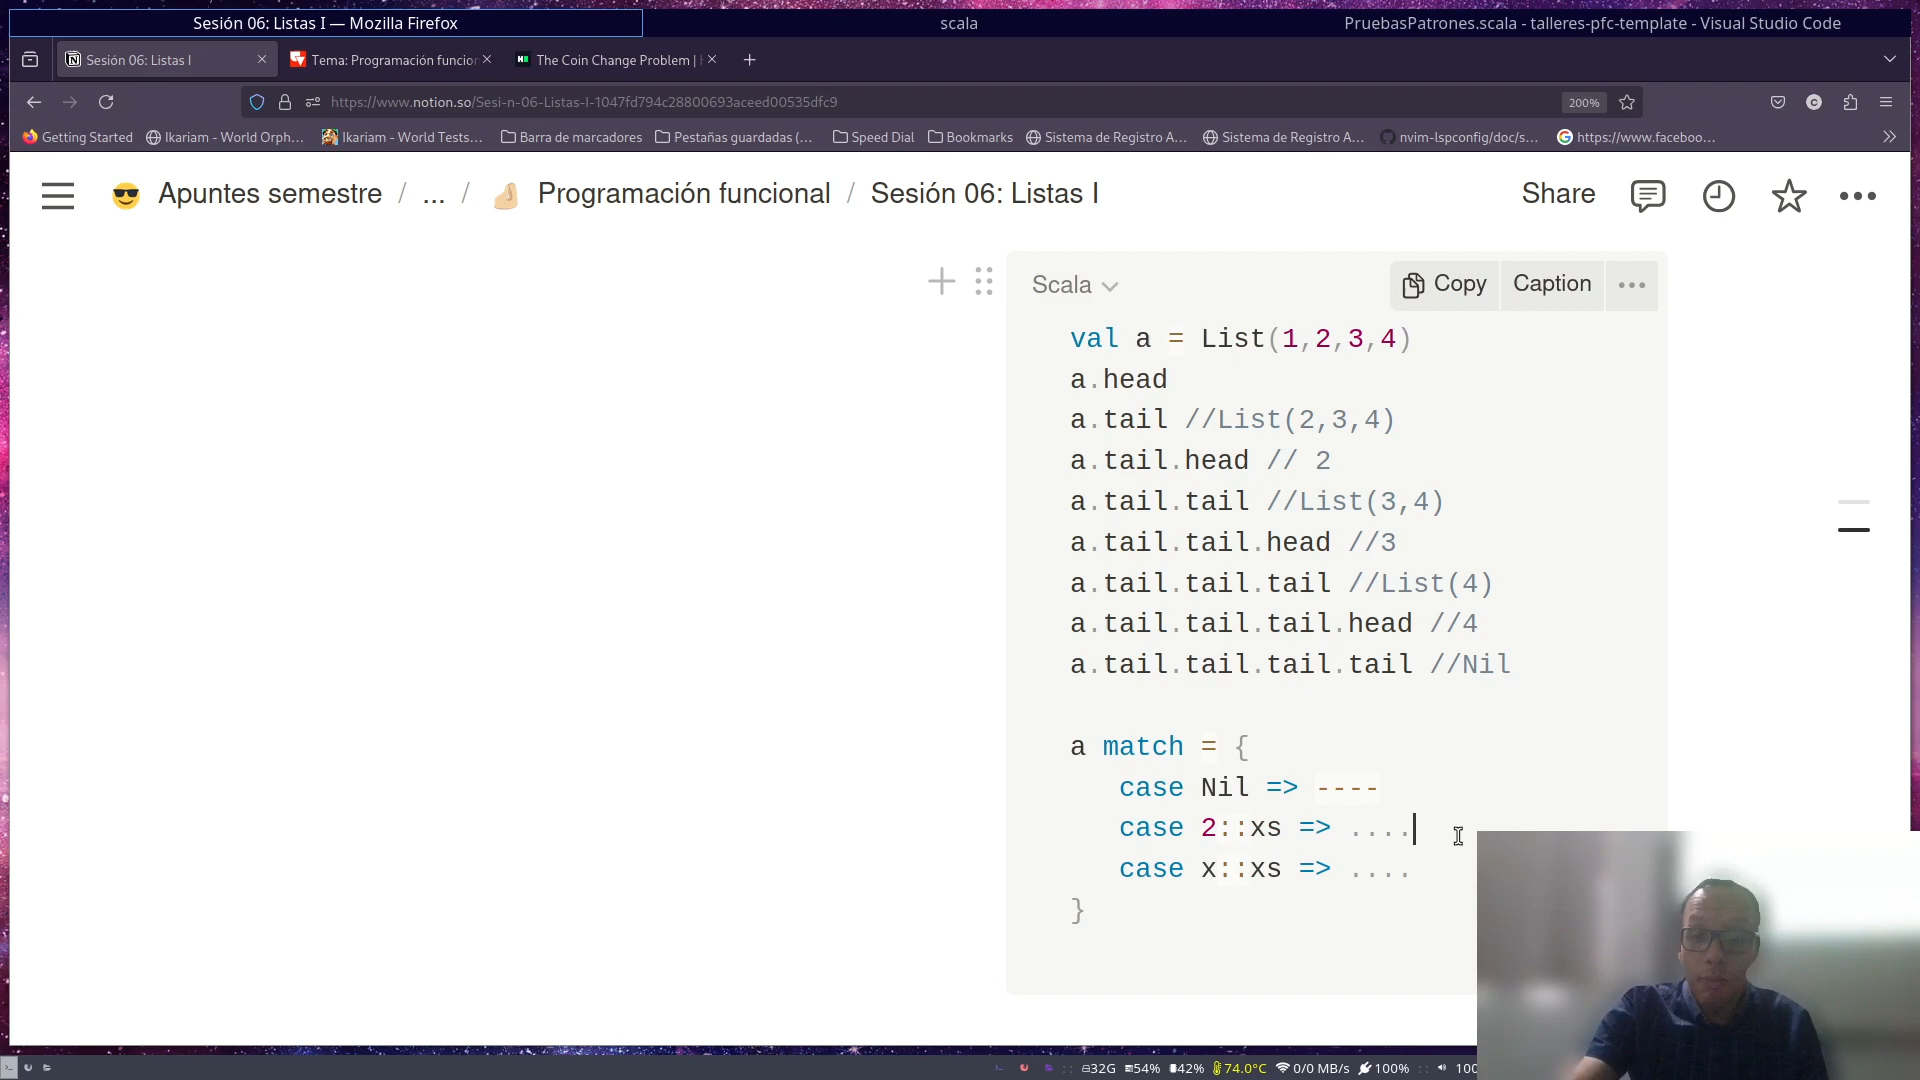 Sesión 06: Listas I — Mozilla Firefox
scala
PruebasPatrones.scala - talleres-pfc-template - Visual Studio Code
Sesión 06: Listas I
Tema: Programación funcion
The Coin Change Problem |
https://www.notion.so/Sesi-n-06-Listas-I-1047fd794c28800693aceed00535dfc9
200%
Getting Started
Ikariam - World Orph...
Ikariam - World Tests...
Barra de marcadores
Pestañas guardadas (...
Speed Dial
Bookmarks
Sistema de Registro A...
Sistema de Registro A...
nvim-lspconfig/doc/s...
https://www.faceboo...
Apuntes semestre / ... / Programación funcional / Sesión 06: Listas I
Share
Scala
Copy
Caption
val a = List(1,2,3,4)
a.head
a.tail //List(2,3,4)
a.tail.head // 2
a.tail.tail //List(3,4)
a.tail.tail.head //3
a.tail.tail.tail //List(4)
a.tail.tail.tail.head //4
a.tail.tail.tail.tail //Nil
a match = {
case Nil => ----
case 2::xs => ....
case x::xs => ....
}
32G 54% 42% 74.0°C 0/0 MB/s 100% 100